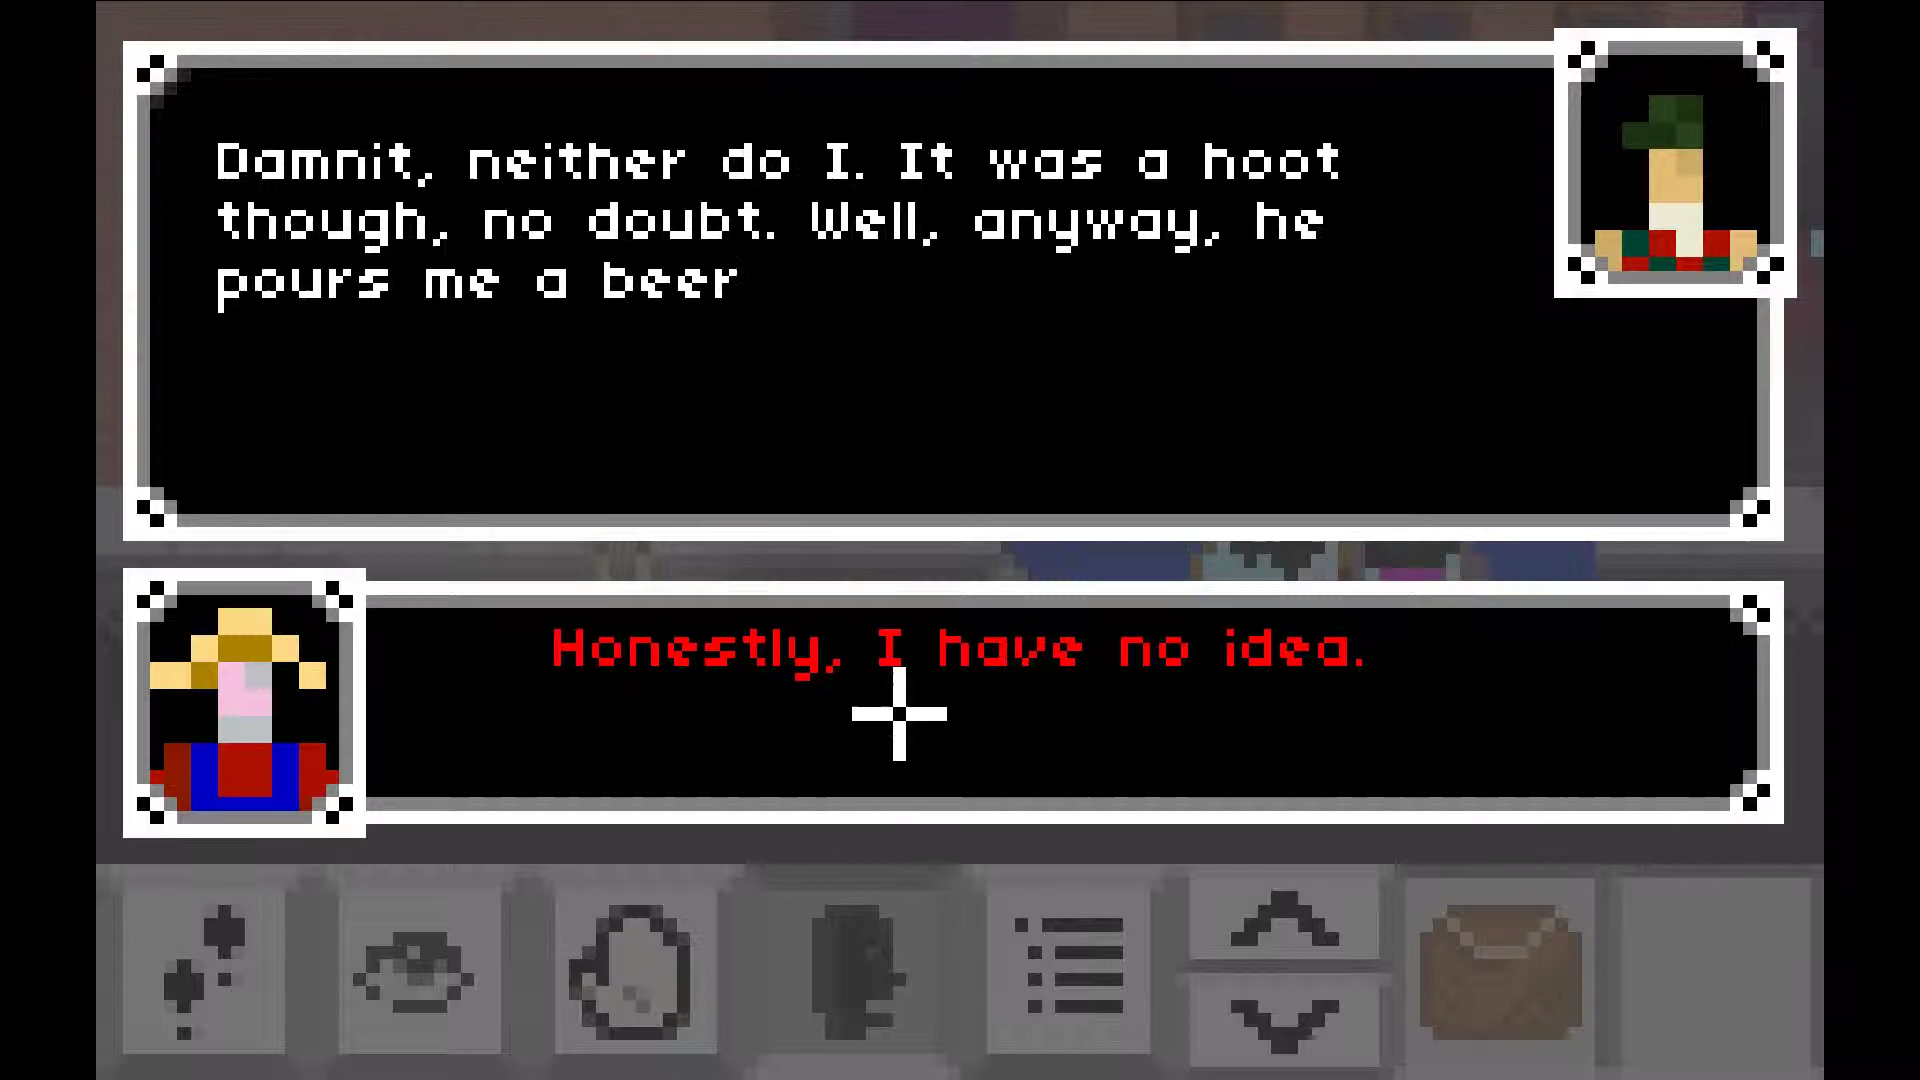 Damnit, neither do I. It was a hoot
though, no doubt. Well, anyway, he
pours me a beer
Honestly, I have no idea.